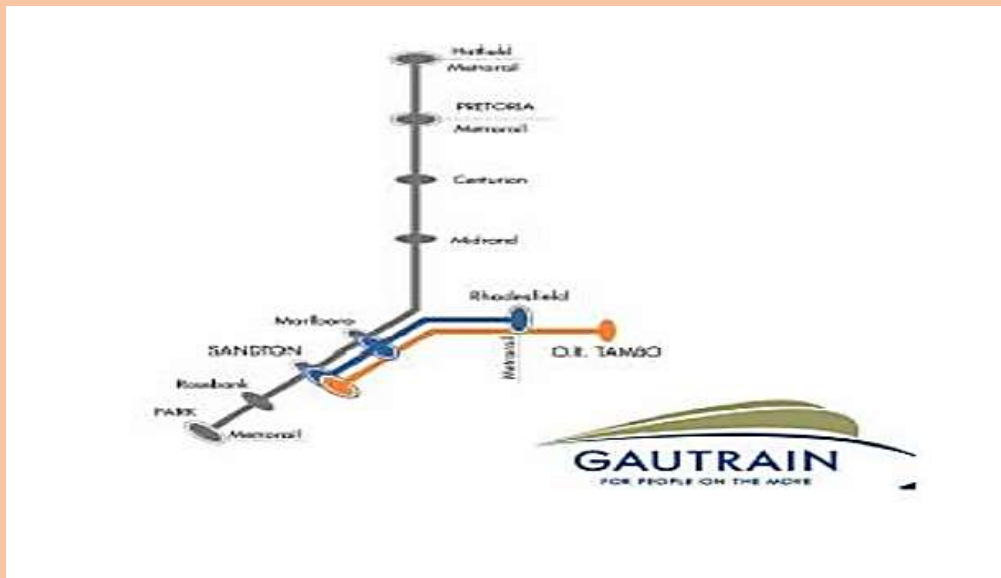 Hatfield
Metrorail
PRETORIA
Metrorail
Centurion
Midrand
Rhodesfield
Marlboro
SANDTON
Metrorail
O.R. TAMBO
Rosebank
PARK
Metrorail
GAUTRAIN
FOR PEOPLE ON THE MOVE